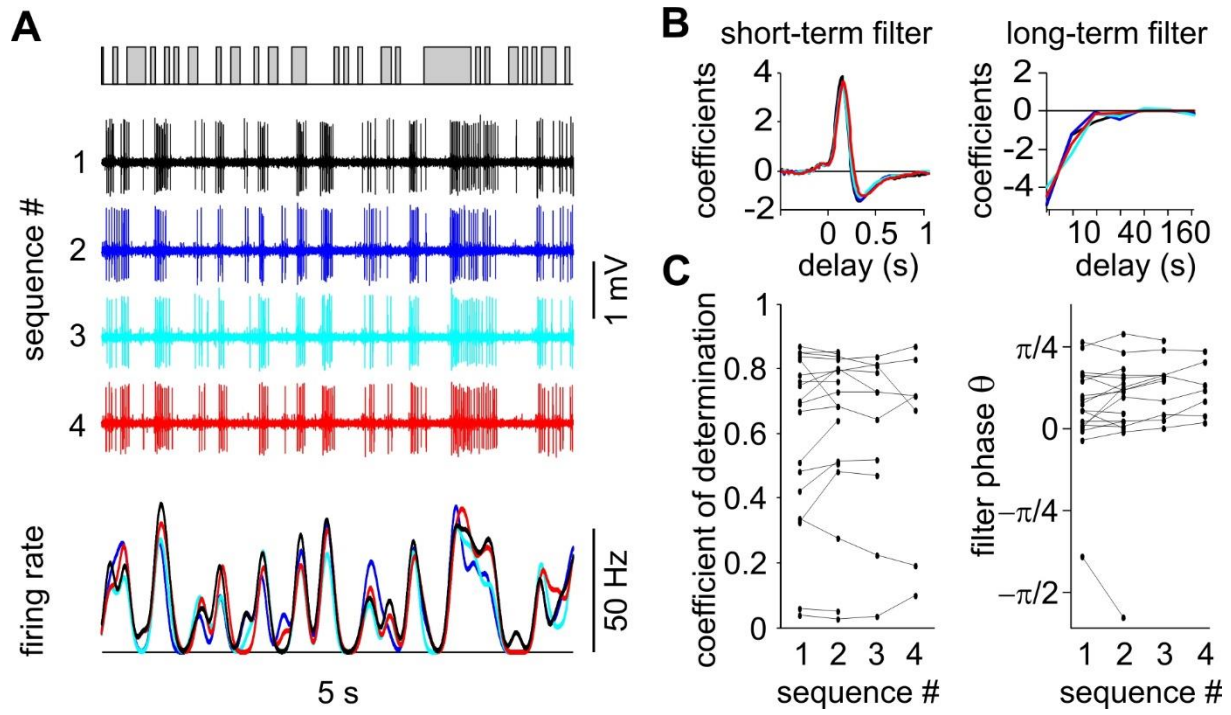 A
sequence #
1
2
3
4
1 mV
firing rate
50 Hz
5 s
B
short-term filter
coefficients
4
2
0
-2
0 0.5 1
delay (s)
long-term filter
coefficients
2
0
-2
-4
10 40 160
delay (s)
C
coefficient of determination
1
0.8
0.6
0.4
0.2
0
1 2 3 4
sequence #
filter phase θ
π/4
0
−π/4
−π/2
1 2 3 4
sequence #